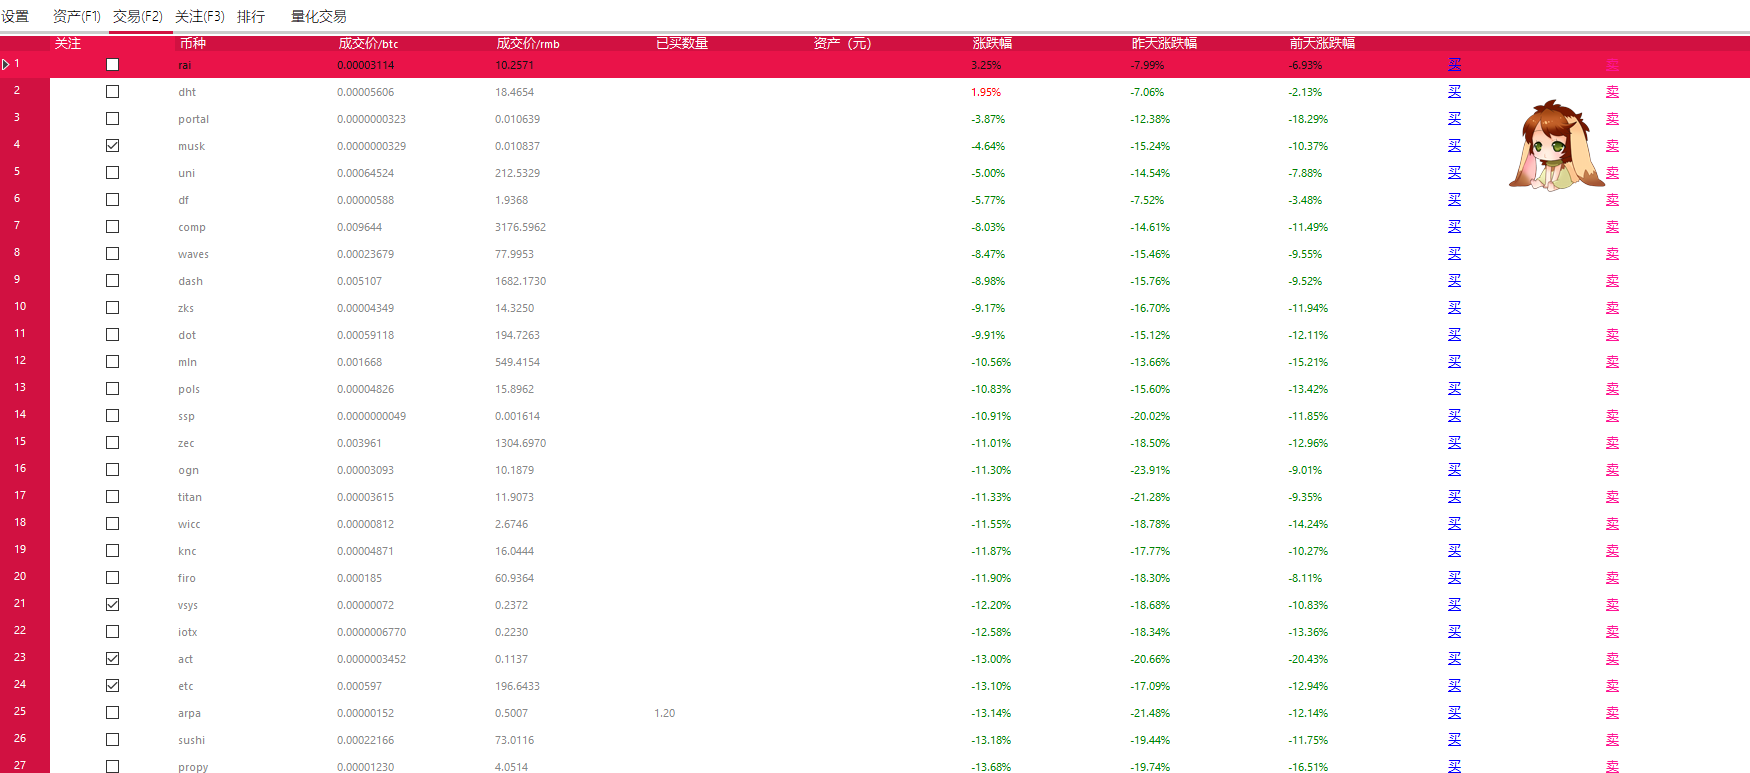 设置 资产(F1) 交易(F2) 关注(F3) 排行 量化交易
关注 币种 成交价/btc 成交价/rmb 已买数量 资产（元） 涨跌幅 昨天涨跌幅 前天涨跌幅
1 rai 0.00003114 10.2571 3.25% -7.99% -6.93% 买 卖
2 dht 0.00005606 18.4654 1.95% -7.06% -2.13% 买 卖
3 portal 0.0000000323 0.010639 -3.87% -12.38% -18.29% 买 卖
4 musk 0.0000000329 0.010837 -4.64% -15.24% -10.37% 买 卖
5 uni 0.00064524 212.5329 -5.00% -14.54% -7.88% 买 卖
6 df 0.00000588 1.9368 -5.77% -7.52% -3.48% 买 卖
7 comp 0.009644 3176.5962 -8.03% -14.61% -11.49% 买 卖
8 waves 0.00023679 77.9953 -8.47% -15.46% -9.55% 买 卖
9 dash 0.005107 1682.1730 -8.98% -15.76% -9.52% 买 卖
10 zks 0.00004349 14.3250 -9.17% -16.70% -11.94% 买 卖
11 dot 0.00059118 194.7263 -9.91% -15.12% -12.11% 买 卖
12 mln 0.001668 549.4154 -10.56% -13.66% -15.21% 买 卖
13 pols 0.00004826 15.8962 -10.83% -15.60% -13.42% 买 卖
14 ssp 0.0000000049 0.001614 -10.91% -20.02% -11.85% 买 卖
15 zec 0.003961 1304.6970 -11.01% -18.50% -12.96% 买 卖
16 ogn 0.00003093 10.1879 -11.30% -23.91% -9.01% 买 卖
17 titan 0.00003615 11.9073 -11.33% -21.28% -9.35% 买 卖
18 wicc 0.00000812 2.6746 -11.55% -18.78% -14.24% 买 卖
19 knc 0.00004871 16.0444 -11.87% -17.77% -10.27% 买 卖
20 firo 0.000185 60.9364 -11.90% -18.30% -8.11% 买 卖
21 vsys 0.00000072 0.2372 -12.20% -18.68% -10.83% 买 卖
22 iotx 0.0000006770 0.2230 -12.58% -18.34% -13.36% 买 卖
23 act 0.0000003452 0.1137 -13.00% -20.66% -20.43% 买 卖
24 etc 0.000597 196.6433 -13.10% -17.09% -12.94% 买 卖
25 arpa 0.00000152 0.5007 1.20 -13.14% -21.48% -12.14% 买 卖
26 sushi 0.00022166 73.0116 -13.18% -19.44% -11.75% 买 卖
27 propy 0.00001230 4.0514 -13.68% -19.74% -16.51% 买 卖